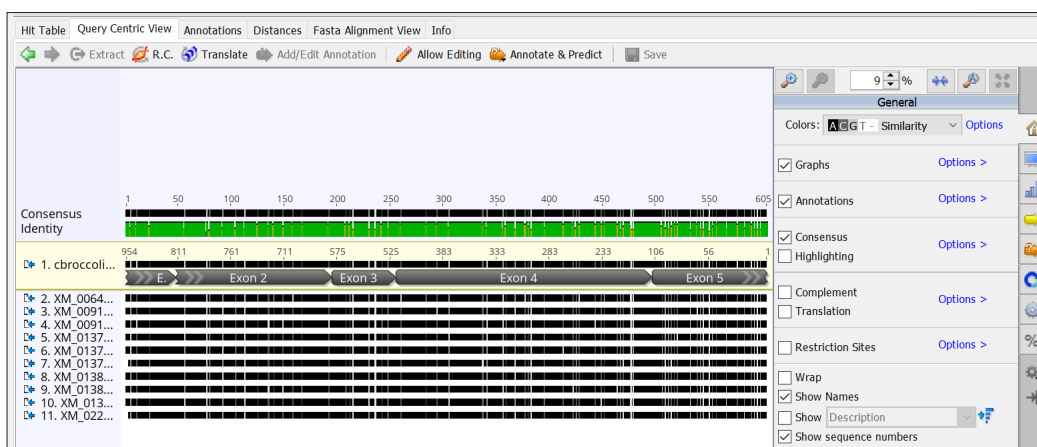 Hit Table Query Centric View Annotations Distances Fasta Alignment View Info
Extract R.C. Translate Add/Edit Annotation Allow Editing Annotate & Predict Save
9 %
General
Colors: A C G T - Similarity Options
Graphs Options >
Annotations Options >
Consensus
Highlighting Options >
Complement
Translation Options >
Restriction Sites Options >
Wrap
Show Names
Show Description
Show sequence numbers
1 50 100 150 200 250 300 350 400 450 500 550 605
Consensus
Identity
954 811 761 711 575 525 383 333 283 233 106 56 1
1. cbroccoli...
E. Exon 2 Exon 3 Exon 4 Exon 5
2. XM_0064...
3. XM_0091...
4. XM_0091...
5. XM_0137...
6. XM_0137...
7. XM_0137...
8. XM_0138...
9. XM_0138...
10. XM_013...
11. XM_022...